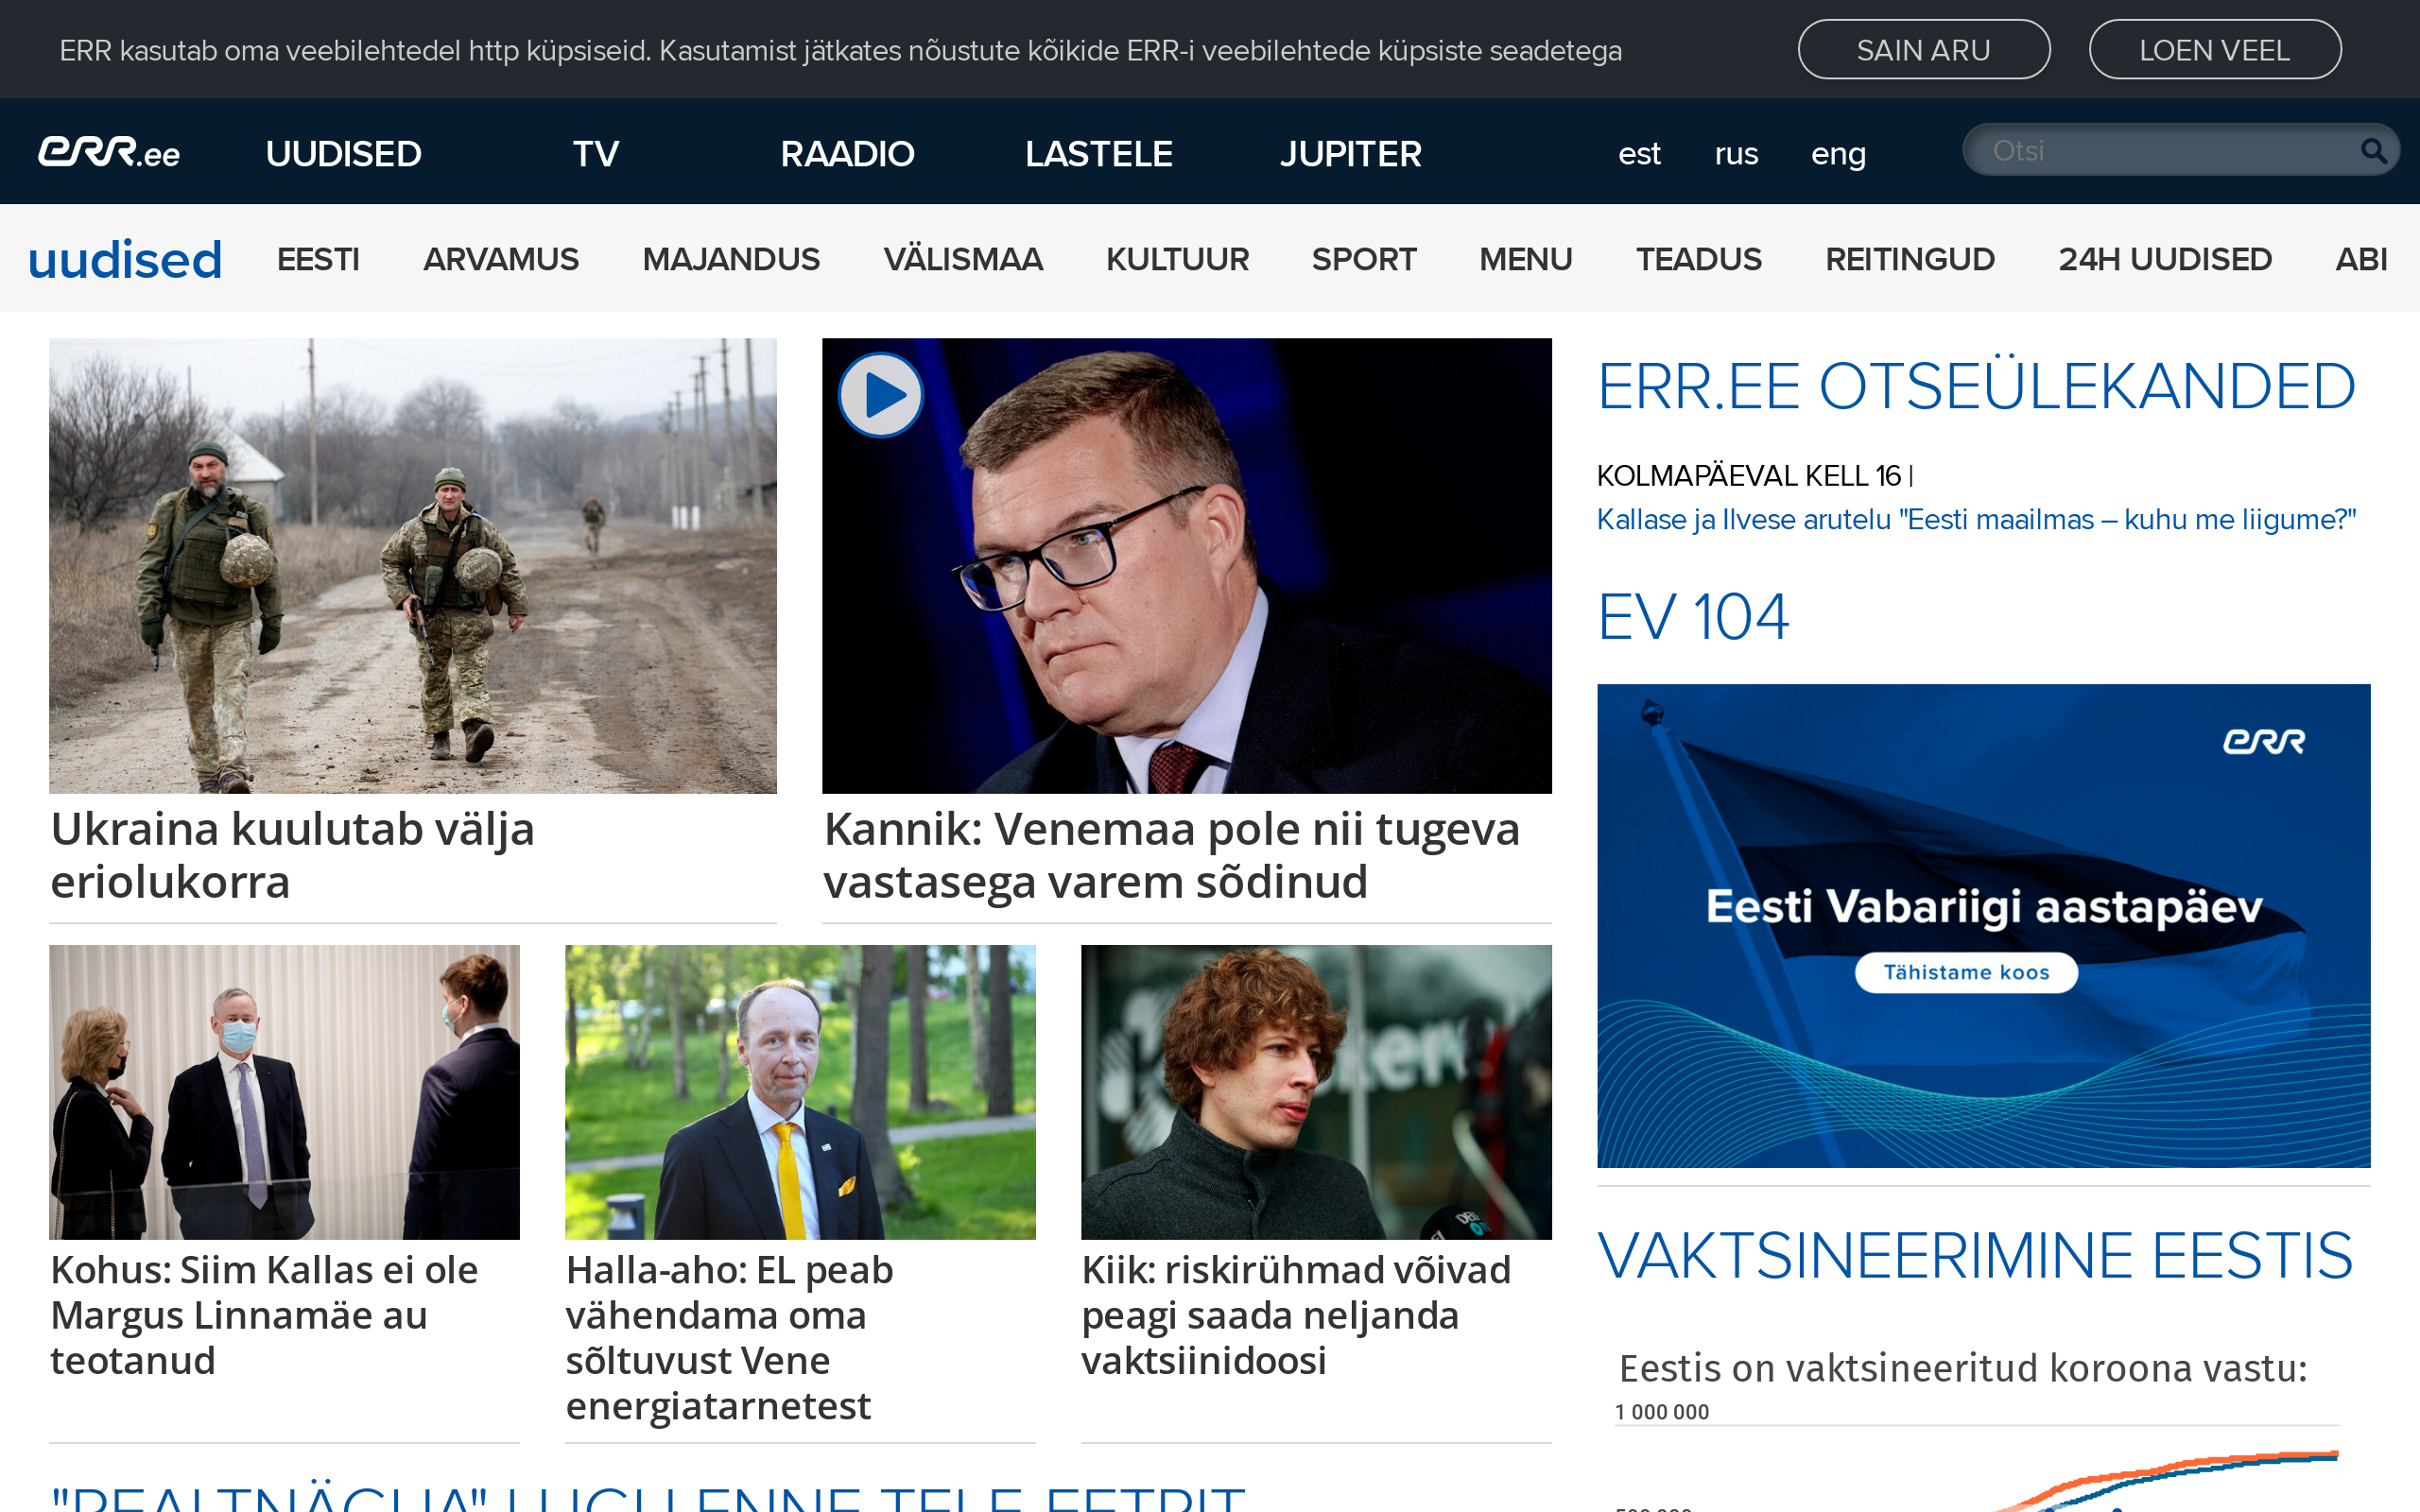 ERR kasutab oma veebilehtedel http küpsiseid. Kasutamist jätkates nõustute kõikide ERR-i veebilehtede küpsiste seadetega
SAIN ARU
LOEN VEEL
err.ee
UUDISED
TV
RAADIO
LASTELE
JUPITER
est
rus
eng
Otsi
uudised
EESTI
ARVAMUS
MAJANDUS
VÄLISMAA
KULTUUR
SPORT
MENU
TEADUS
REITINGUD
24H UUDISED
ABI
Ukraina kuulutab välja
eriolukorra
Kannik: Venemaa pole nii tugeva
vastasega varem sõdinud
Kohus: Siim Kallas ei ole
Margus Linnamäe au
teotanud
Halla-aho: EL peab
vähendama oma
sõltuvust Vene
energiatarnetest
Kiik: riskirühmad võivad
peagi saada neljanda
vaktsiinidoosi
"REALTNÄGIJA" LUGU ENNE TELE-EETRIT
ERR.EE OTSEÜLEKANDED
KOLMAPÄEVAL KELL 16 |
Kallase ja Ilvese arutelu "Eesti maailmas – kuhu me liigume?"
EV 104
err
Eesti Vabariigi aastapäev
Tähistame koos
VAKTSINEERIMINE EESTIS
Eestis on vaktsineeritud koroona vastu:
1 000 000